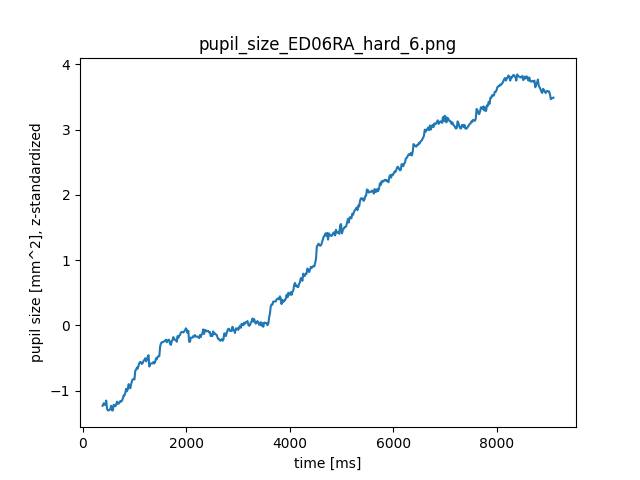 pupil_size_ED06RA_hard_6.png
pupil size [mm^2], z-standardized
4
3
2
1
0
−1
0 2000 4000 6000 8000
time [ms]